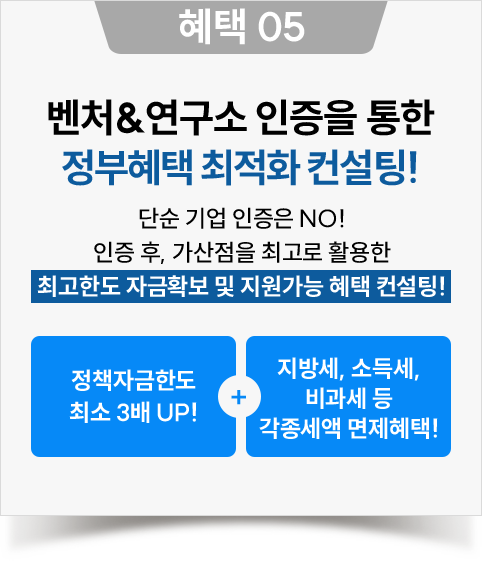 혜택 05
벤처&연구소 인증을 통한
정부혜택 최적화 컨설팅!
단순 기업 인증은 NO!
인증 후, 가산점을 최고로 활용한
최고한도 자금확보 및 지원가능 혜택 컨설팅!
정책자금한도
최소 3배 UP!
+
지방세, 소득세,
비과세 등
각종세액 면제혜택!